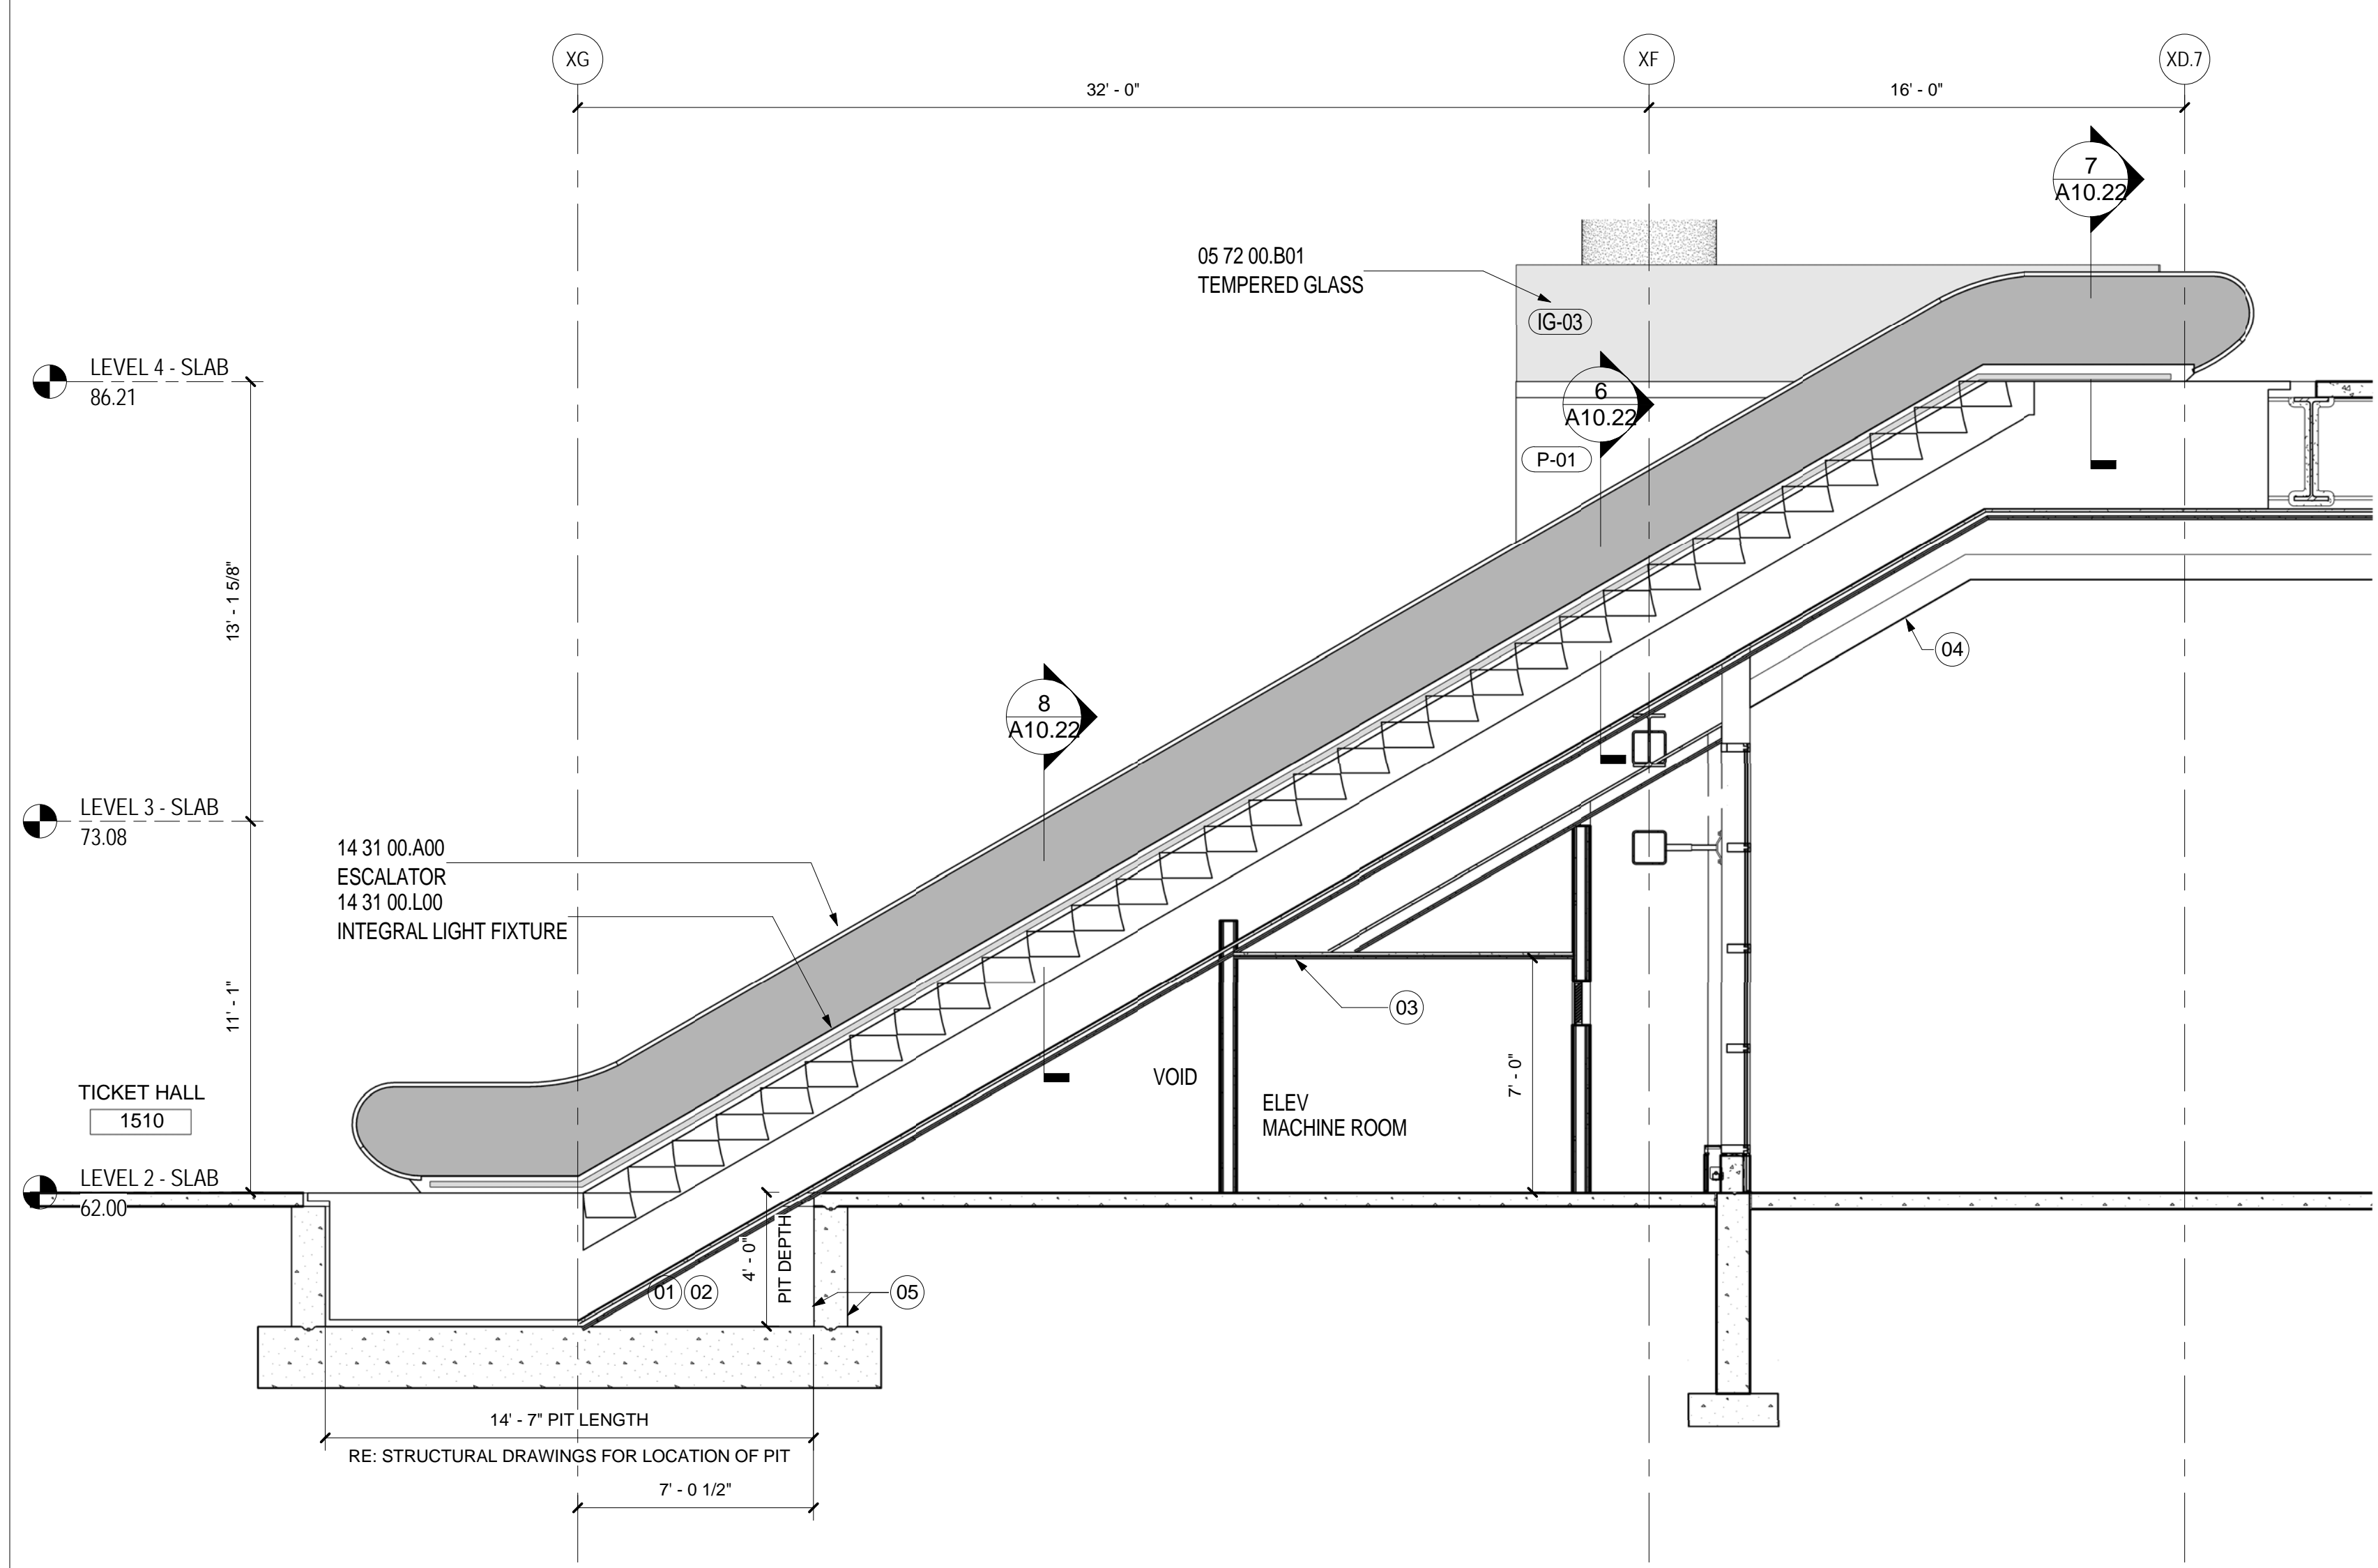 XG
XF
XD.7
32' - 0"
16' - 0"
7
A10.22
05 72 00.B01
TEMPERED GLASS
IG-03
LEVEL 4 - SLAB
86.21
6
A10.22
P-01
13' - 1 5/8"
04
8
A10.22
LEVEL 3 - SLAB
73.08
14 31 00.A00
ESCALATOR
14 31 00.L00
INTEGRAL LIGHT FIXTURE
11' - 1"
03
VOID
ELEV
MACHINE ROOM
7' - 0"
TICKET HALL
1510
LEVEL 2 - SLAB
62.00
4' - 0"
PIT DEPTH
01
02
05
14' - 7" PIT LENGTH
RE: STRUCTURAL DRAWINGS FOR LOCATION OF PIT
7' - 0 1/2"